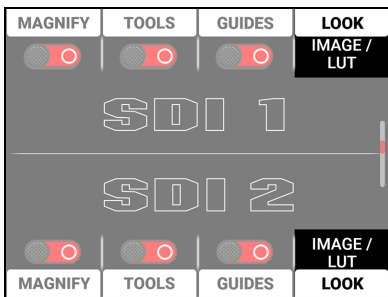 MAGNIFY TOOLS GUIDES LOOK
IMAGE / LUT
SDI 1
SDI 2
IMAGE / LUT
MAGNIFY TOOLS GUIDES LOOK